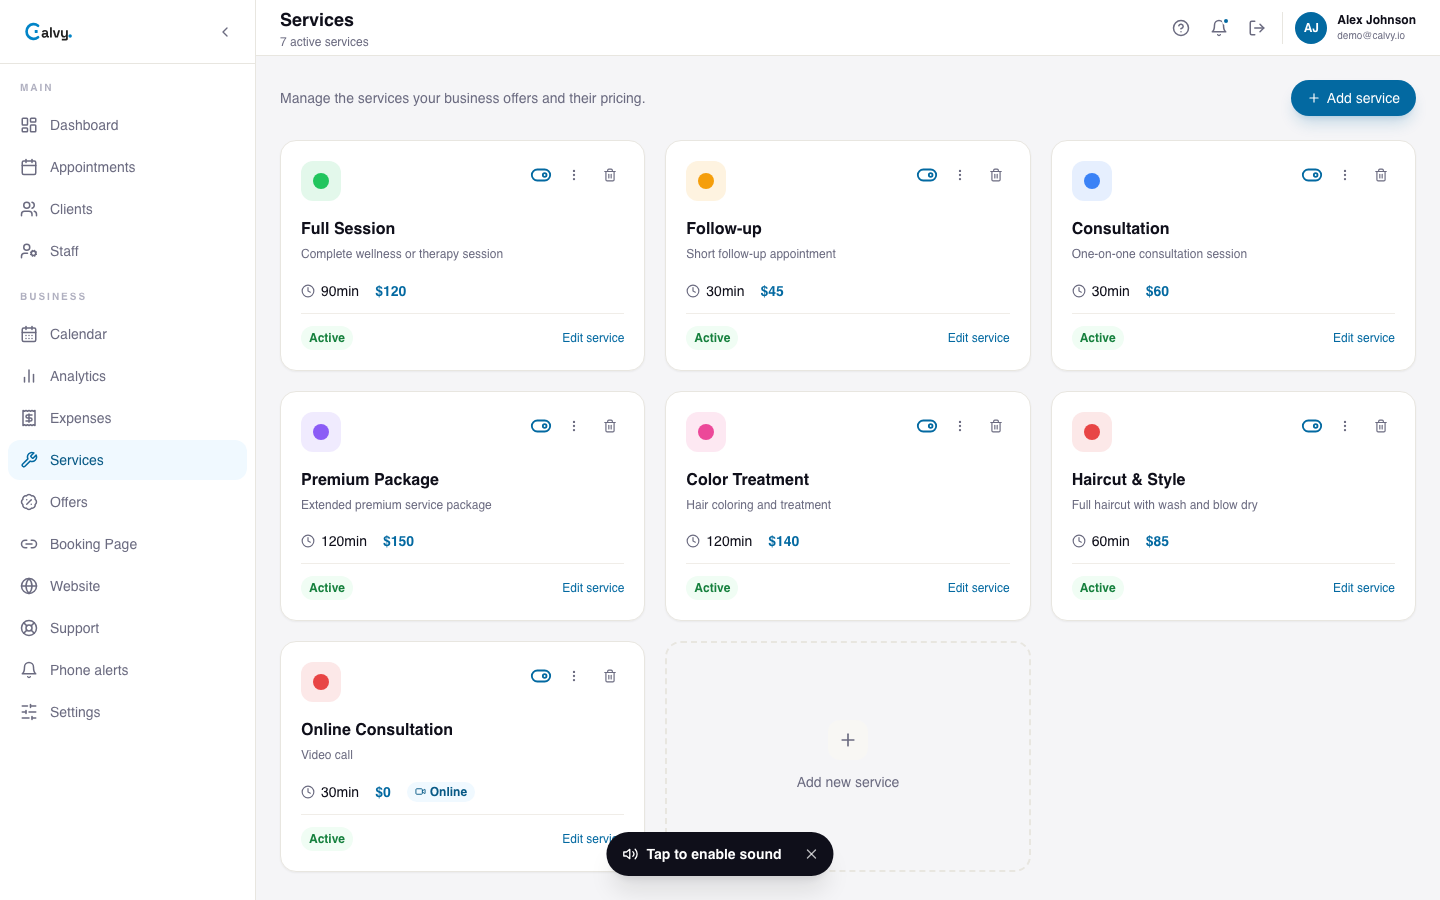 Calvy.
MAIN
Dashboard
Appointments
Clients
Staff
BUSINESS
Calendar
Analytics
Expenses
Services
Offers
Booking Page
Website
Support
Phone alerts
Settings
Services
7 active services
AJ
Alex Johnson
demo@calvy.io
Manage the services your business offers and their pricing.
Add service
Full Session
Complete wellness or therapy session
90min $120
Active Edit service
Follow-up
Short follow-up appointment
30min $45
Active Edit service
Consultation
One-on-one consultation session
30min $60
Active Edit service
Premium Package
Extended premium service package
120min $150
Active Edit service
Color Treatment
Hair coloring and treatment
120min $140
Active Edit service
Haircut & Style
Full haircut with wash and blow dry
60min $85
Active Edit service
Online Consultation
Video call
30min $0 Online
Active Edit
Add new service
Tap to enable sound